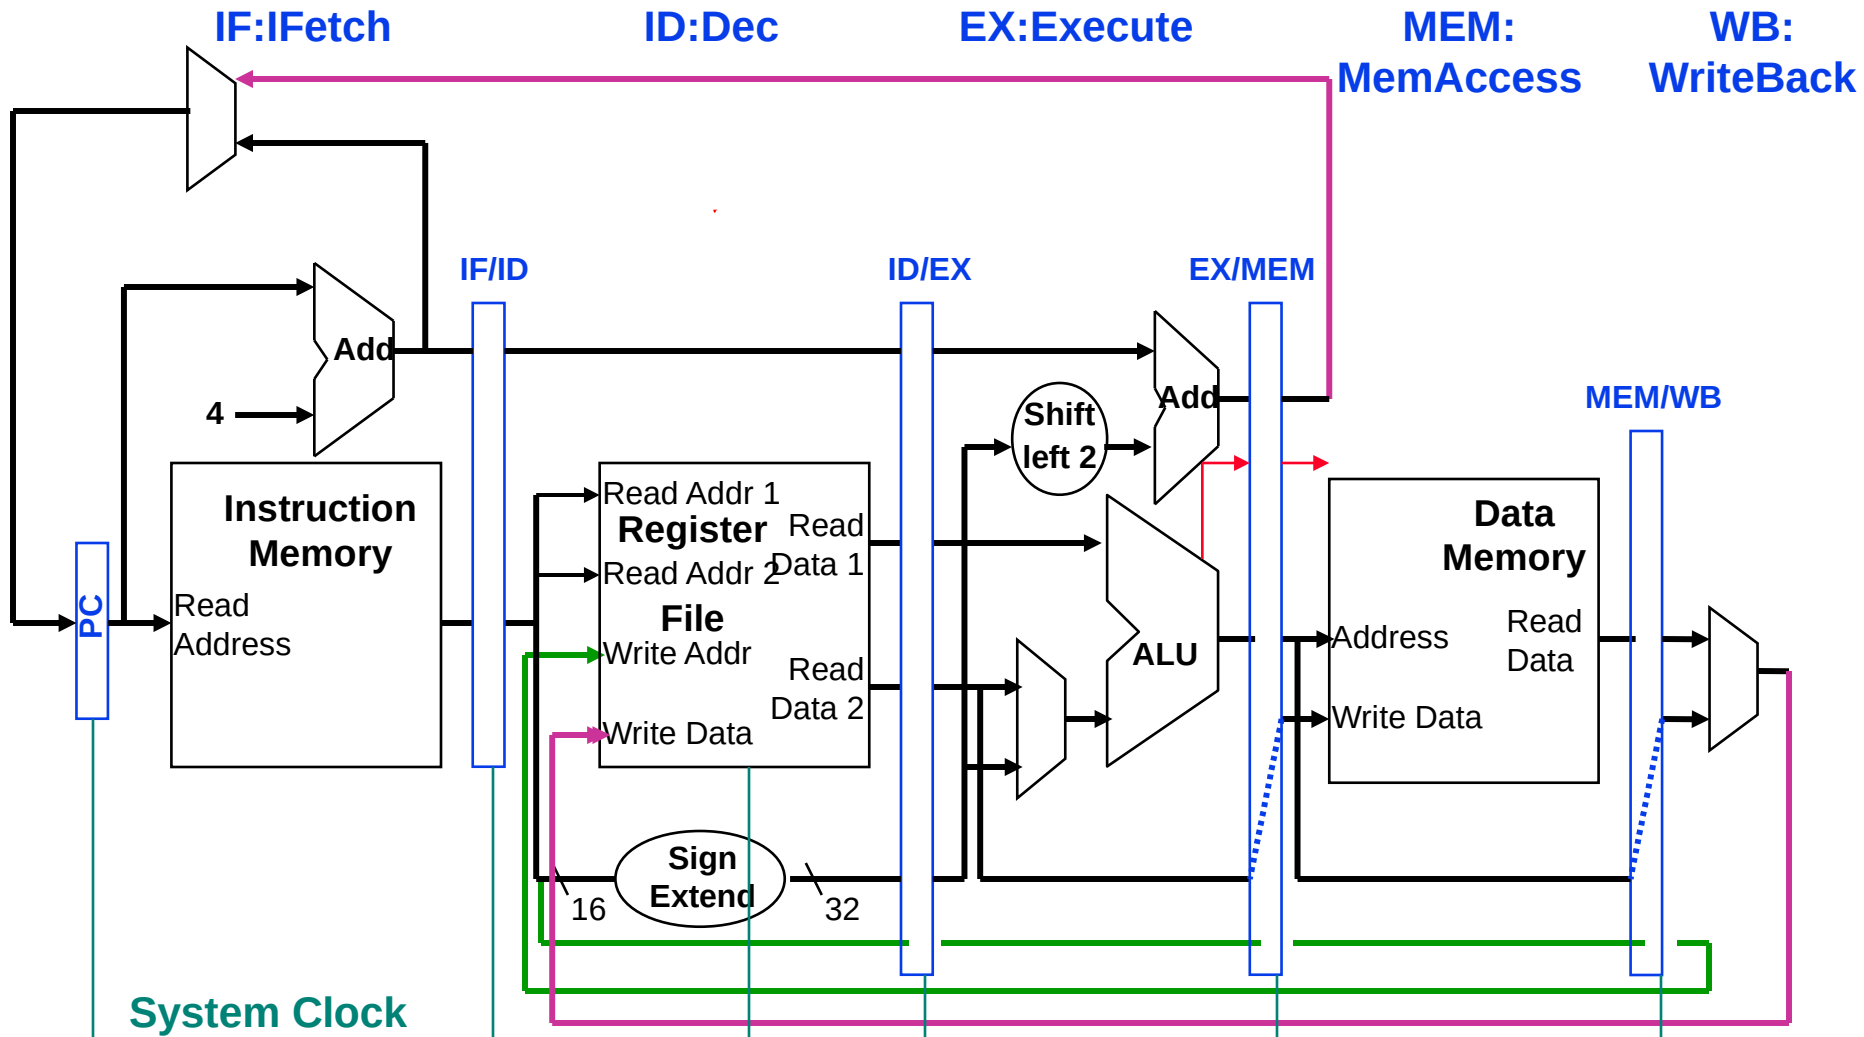 IF:IFetch
ID:Dec
EX:Execute
MEM:
MemAccess
WB:
WriteBack
IF/ID
ID/EX
EX/MEM
MEM/WB
Add
4
Add
Shift
left 2
Instruction
Memory
Read
Address
PC
Read Addr 1
Register
Read
Data 1
Read Addr 2
File
Write Addr
Read
Data 2
Write Data
ALU
Data
Memory
Address
Read
Data
Write Data
Sign
Extend
16
32
System Clock